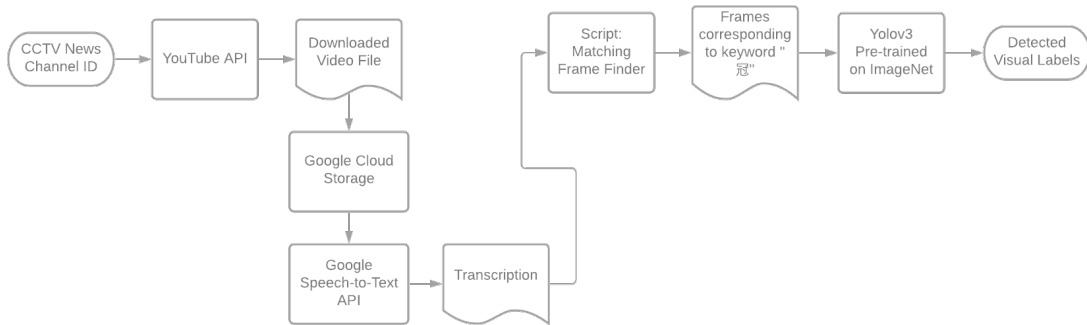 CCTV News
Channel ID
YouTube API
Downloaded
Video File
Google Cloud
Storage
Google
Speech-to-Text
API
Transcription
Script:
Matching
Frame Finder
Frames
corresponding
to keyword "
冠"
Yolov3
Pre-trained
on ImageNet
Detected
Visual Labels